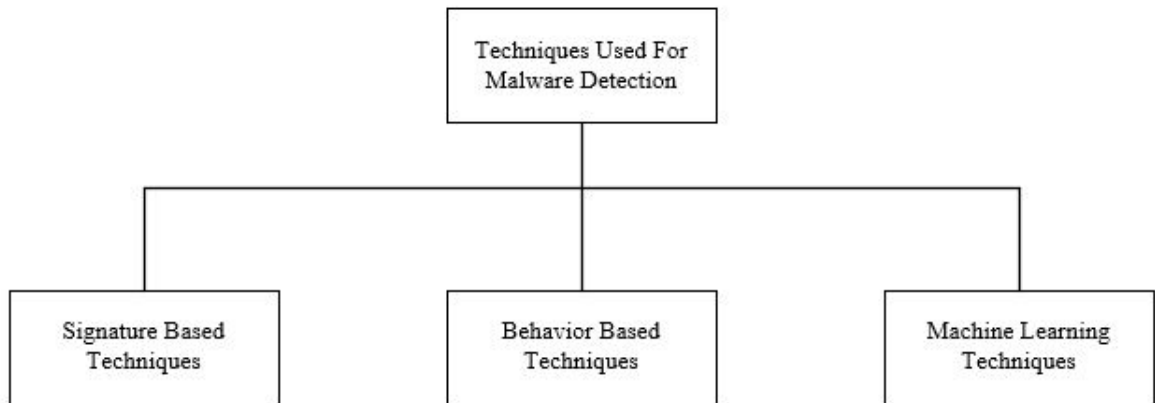 Techniques Used For
Malware Detection
Signature Based
Techniques
Behavior Based
Techniques
Machine Learning
Techniques